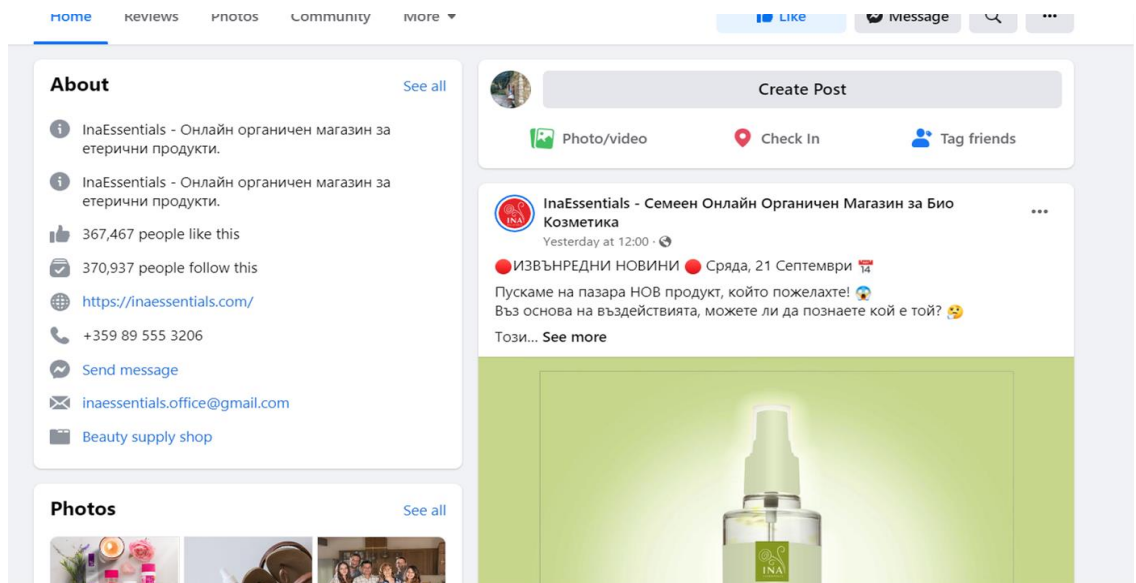 Home Reviews Photos Community More
Like Message
About
See all
InaEssentials - Онлайн органичен магазин за
етерични продукти.
InaEssentials - Онлайн органичен магазин за
етерични продукти.
367,467 people like this
370,937 people follow this
https://inaessentials.com/
+359 89 555 3206
Send message
inaessentials.office@gmail.com
Beauty supply shop
Photos
See all
Create Post
Photo/video Check In Tag friends
InaEssentials - Семеен Онлайн Органичен Магазин за Био
Козметика
Yesterday at 12:00 ·
🔴ИЗВЪНРЕДНИ НОВИНИ 🔴 Сряда, 21 Септември 📅
Пускаме на пазара НОВ продукт, който пожелахте! 😱
Въз основа на въздействията, можете ли да познаете кой е той? 🤔
Този... See more
INA
INA